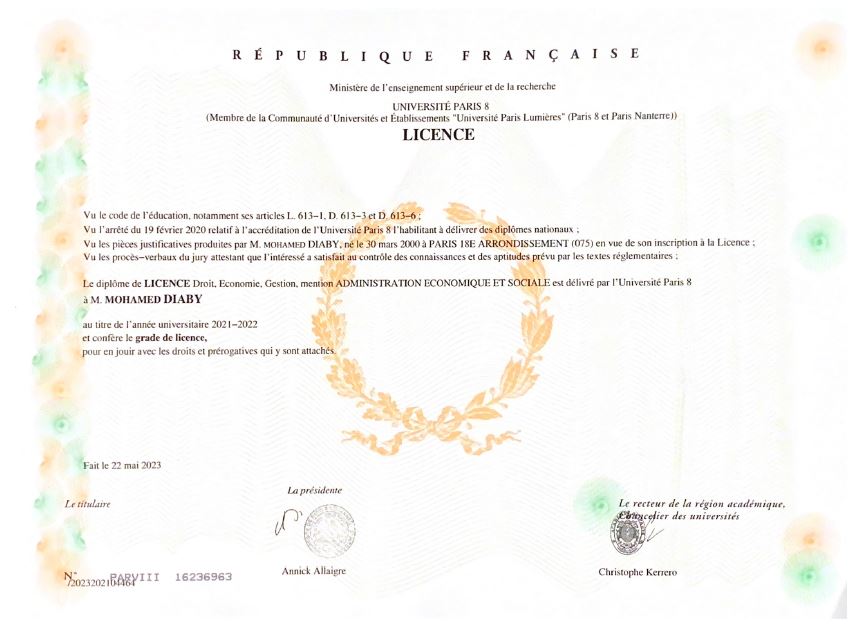 RÉPUBLIQUE FRANÇAISE
Ministère de l'enseignement supérieur et de la recherche
UNIVERSITÉ PARIS 8
(Membre de la Communauté d'Universités et Établissements "Université Paris Lumières" (Paris 8 et Paris Nanterre))
LICENCE
Vu le code de l'éducation, notamment ses articles L. 613-1, D. 613-3 et D. 613-6 ;
Vu l'arrêté du 19 février 2020 relatif à l'accréditation de l'Université Paris 8 l'habilitant à délivrer des diplômes nationaux ;
Vu les pièces justificatives produites par M. MOHAMED DIABY, né le 30 mars 2000 à PARIS 18E ARRONDISSEMENT (075) en vue de son inscription à la Licence ;
Vu les procès-verbaux du jury attestant que l'intéressé a satisfait au contrôle des connaissances et des aptitudes prévu par les textes réglementaires ;
Le diplôme de LICENCE Droit, Economie, Gestion, mention ADMINISTRATION ECONOMIQUE ET SOCIALE est délivré par l'Université Paris 8
à M. MOHAMED DIABY
au titre de l'année universitaire 2021-2022
et confère le grade de licence,
pour en jouir avec les droits et prérogatives qui y sont attachés.
Fait le 22 mai 2023
Le titulaire
La présidente
Le recteur de la région académique,
Chancelier des universités
Annick Allaigre
Christophe Kerrero
N° PARVIII 16236963
/2023202104464